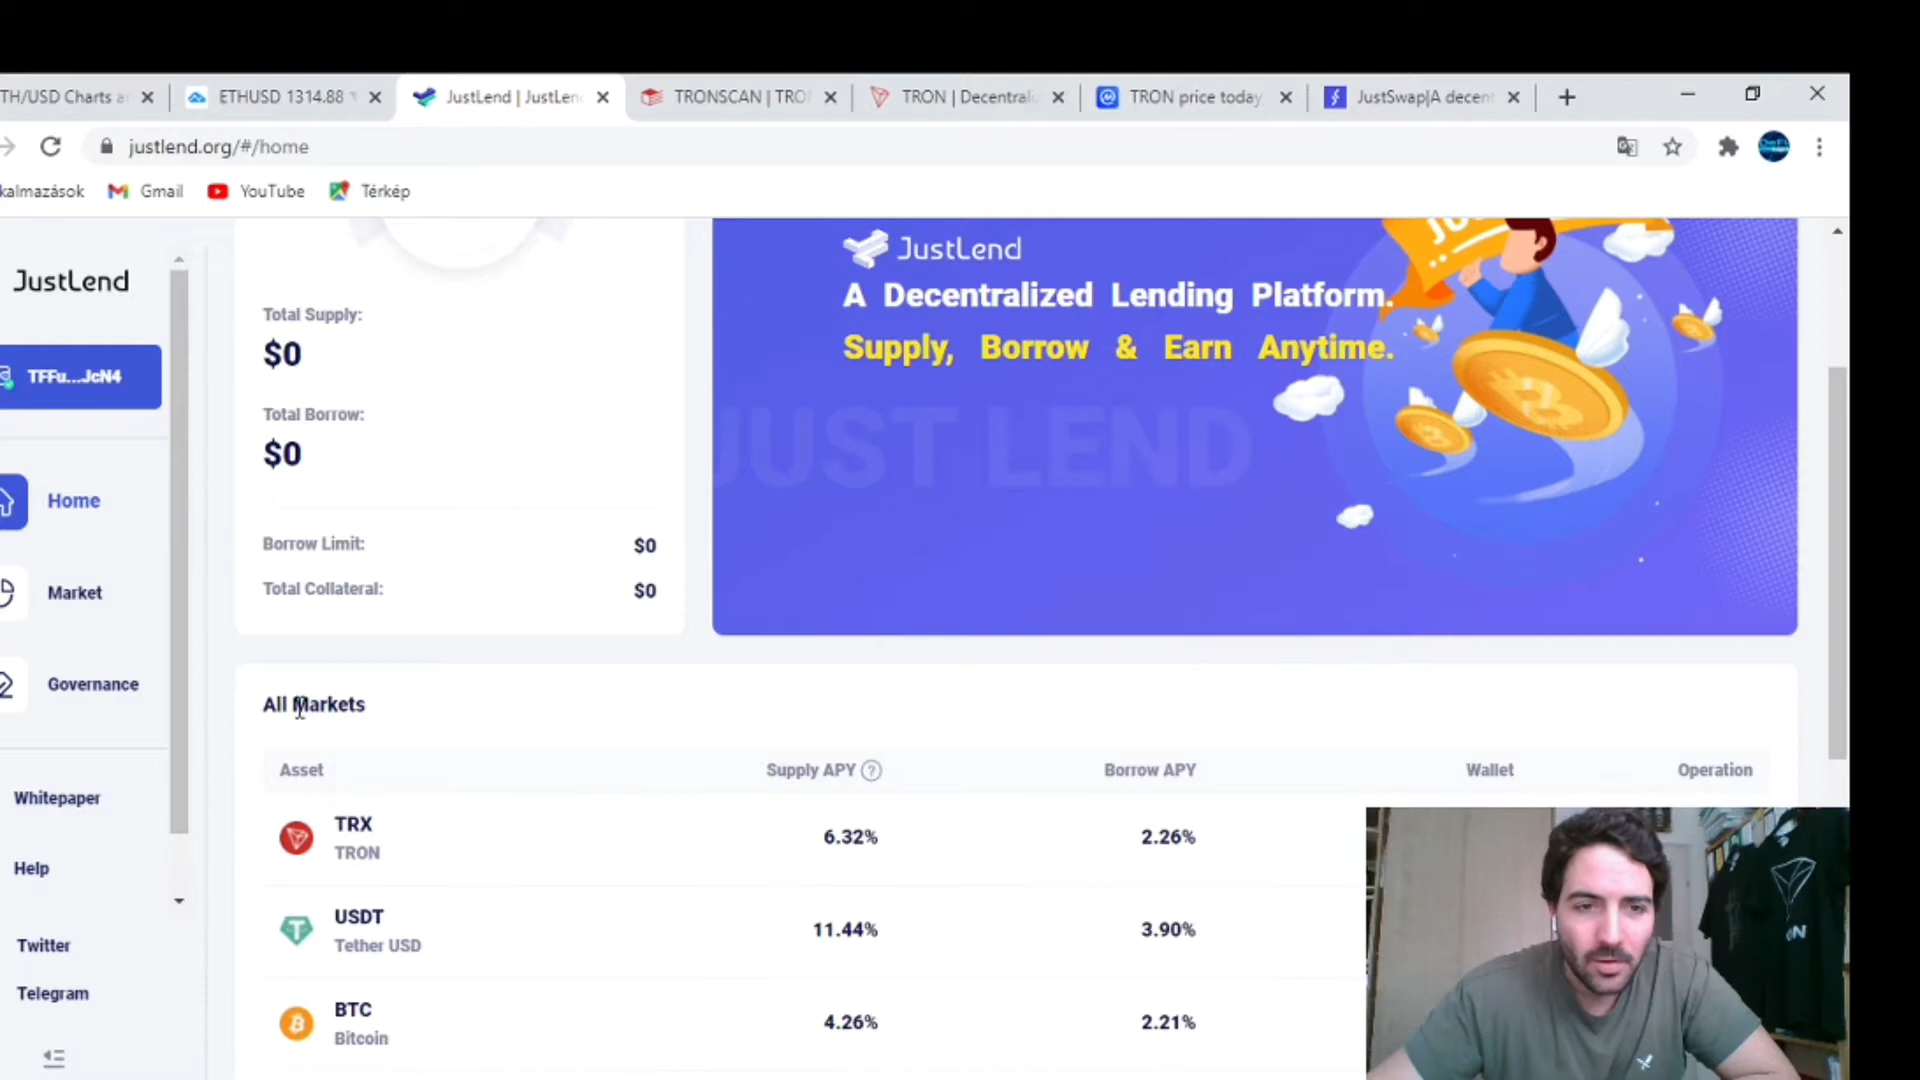 TH/USD Charts a
ETHUSD 1314.88
JustLend | JustLen
TRONSCAN | TRO
TRON | Decentral
TRON price today
JustSwap|A decent
justlend.org/#/home
kalmazások
Gmail
YouTube
Térkép
JustLend
TFFu...JcN4
Home
Market
Governance
Whitepaper
Help
Twitter
Telegram
Total Supply:
$0
Total Borrow:
$0
Borrow Limit: $0
Total Collateral: $0
JustLend
A Decentralized Lending Platform.
Supply, Borrow & Earn Anytime.
JUST LEND
All Markets
Asset Supply APY ? Borrow APY Wallet Operation
TRX
TRON
6.32% 2.26%
USDT
Tether USD
11.44% 3.90%
BTC
Bitcoin
4.26% 2.21%